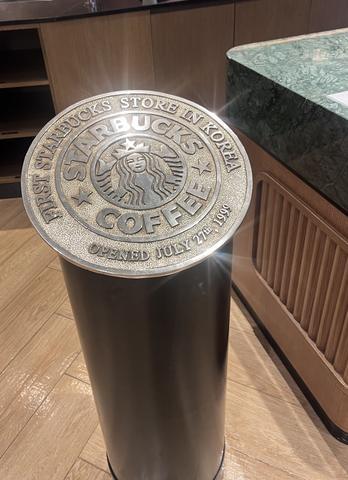 FIRST STARBUCKS STORE IN KOREA
STARBUCKS
COFFEE
OPENED JULY 27th, 1999